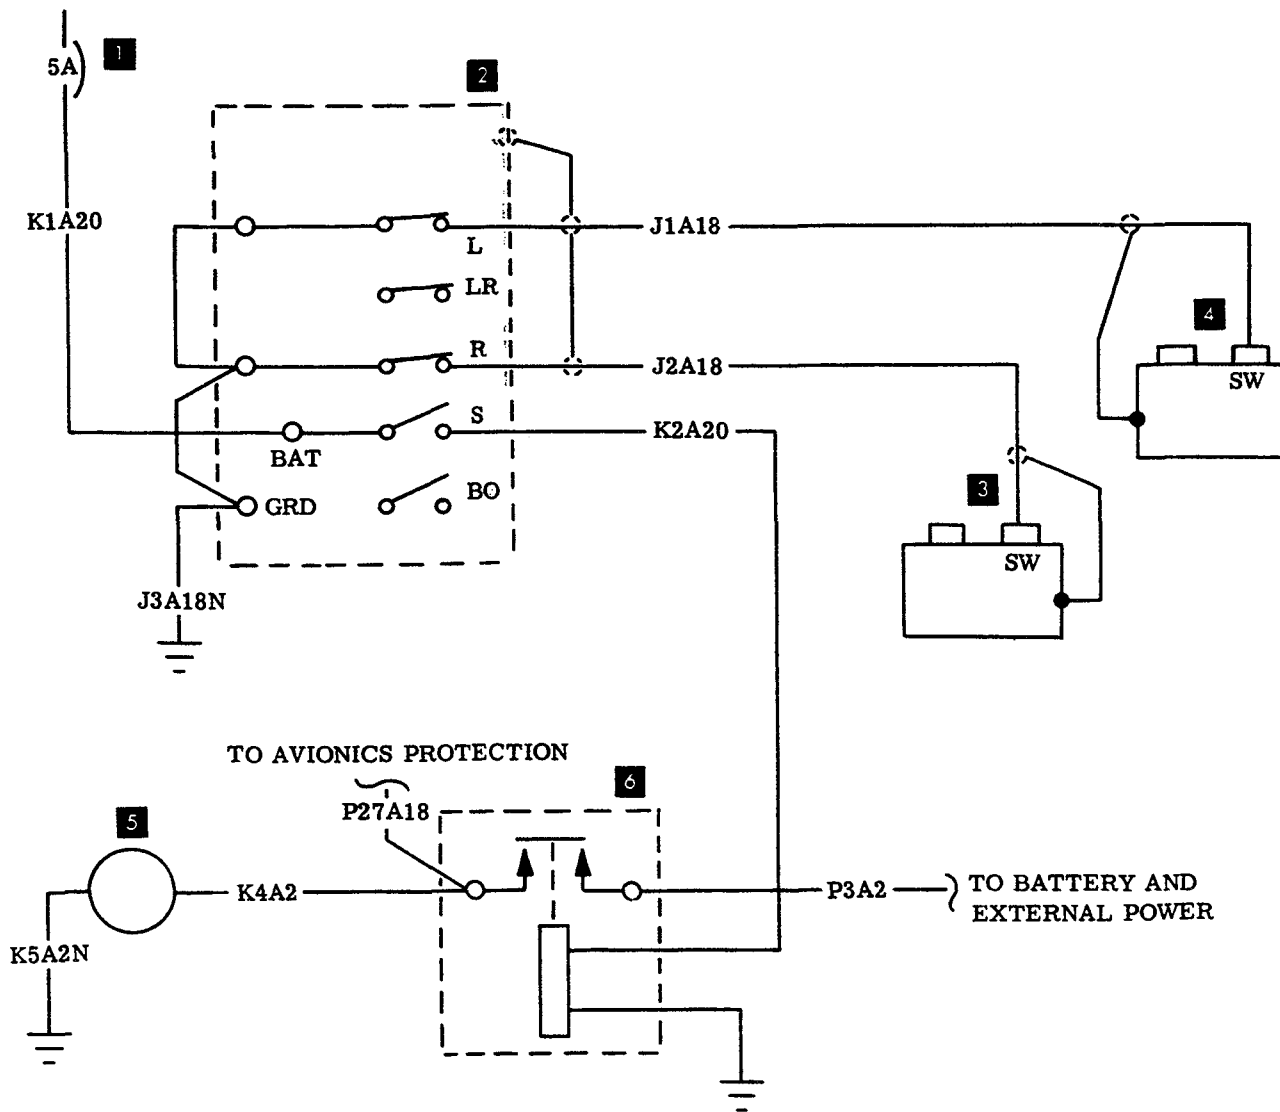 1
5A
2
K1A20
L
J1A18
LR
4
R
J2A18
SW
S
K2A20
BAT
3
BO
GRD
SW
J3A18N
TO AVIONICS PROTECTION
6
P27A18
5
K4A2
P3A2
TO BATTERY AND
EXTERNAL POWER
K5A2N